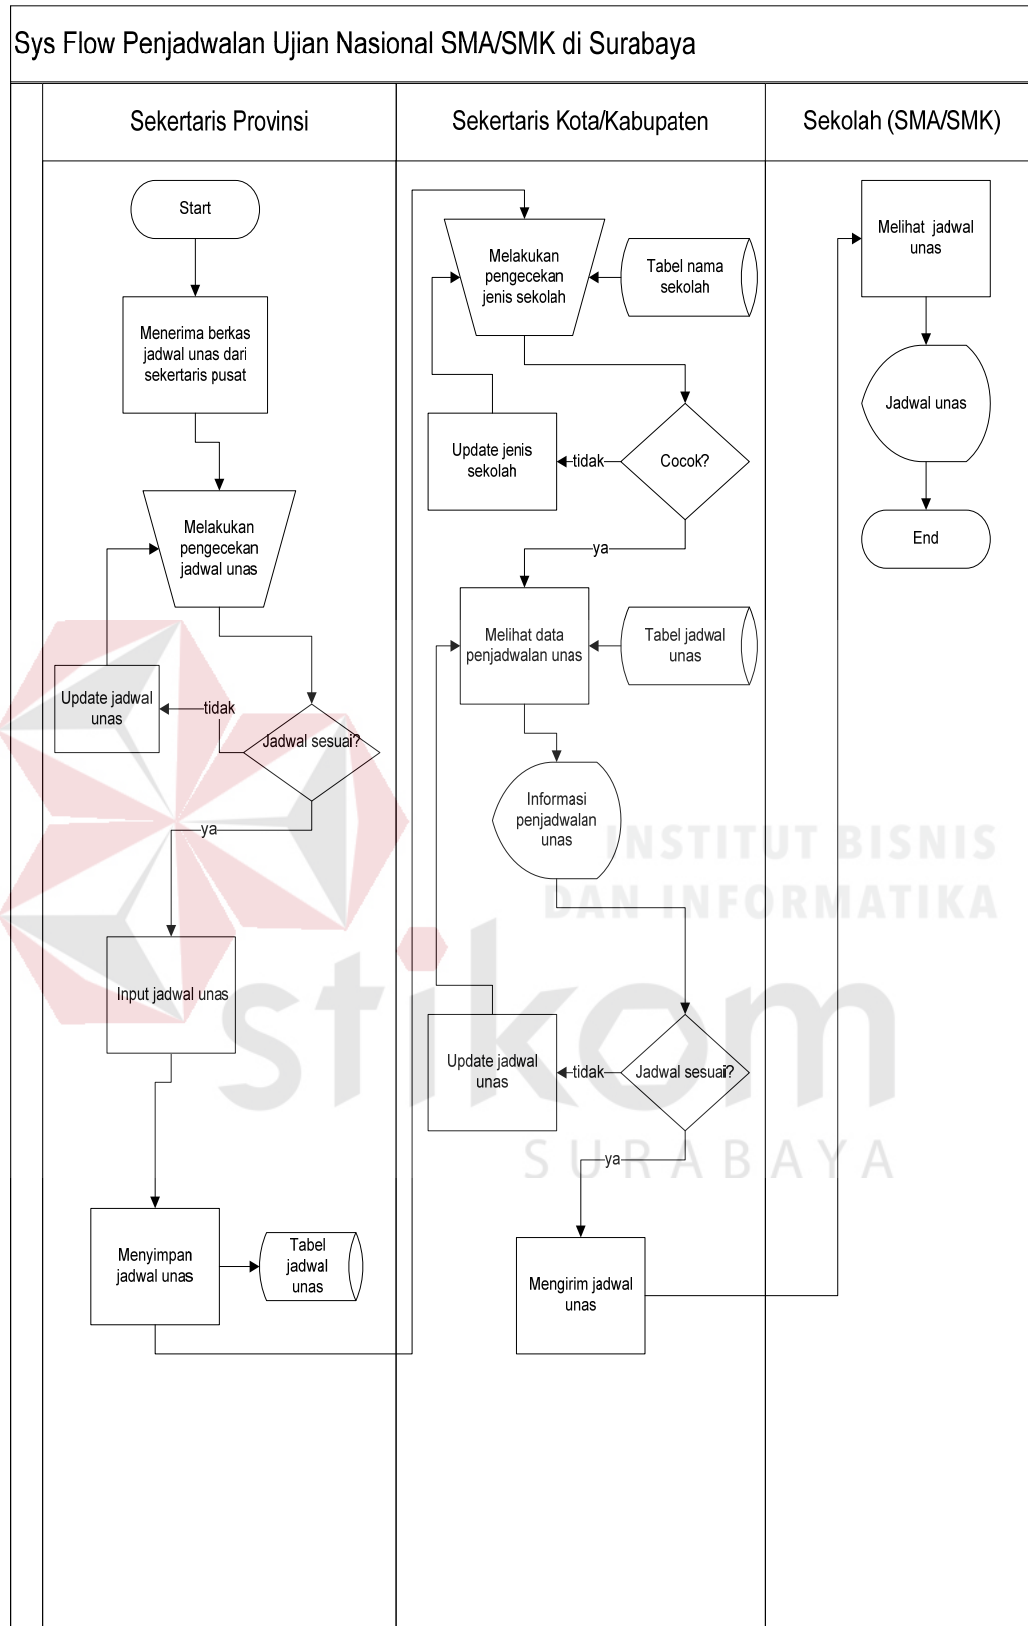 Sys Flow Penjadwalan Ujian Nasional SMA/SMK di Surabaya
Sekertaris Provinsi
Sekertaris Kota/Kabupaten
Sekolah (SMA/SMK)
Start
Menerima berkas
jadwal unas dari
sekertaris pusat
Melakukan
pengecekan
jadwal unas
Update jadwal
unas
tidak
Jadwal sesuai?
ya
Input jadwal unas
Menyimpan
jadwal unas
Tabel
jadwal
unas
Melakukan
pengecekan
jenis sekolah
Tabel nama
sekolah
Update jenis
sekolah
tidak
Cocok?
ya
Melihat data
penjadwalan unas
Tabel jadwal
unas
Informasi
penjadwalan
unas
Update jadwal
unas
tidak
Jadwal sesuai?
ya
Mengirim jadwal
unas
Melihat jadwal
unas
Jadwal unas
End
INSTITUT BISNIS
DAN INFORMATIKA
stikom
SURABAYA